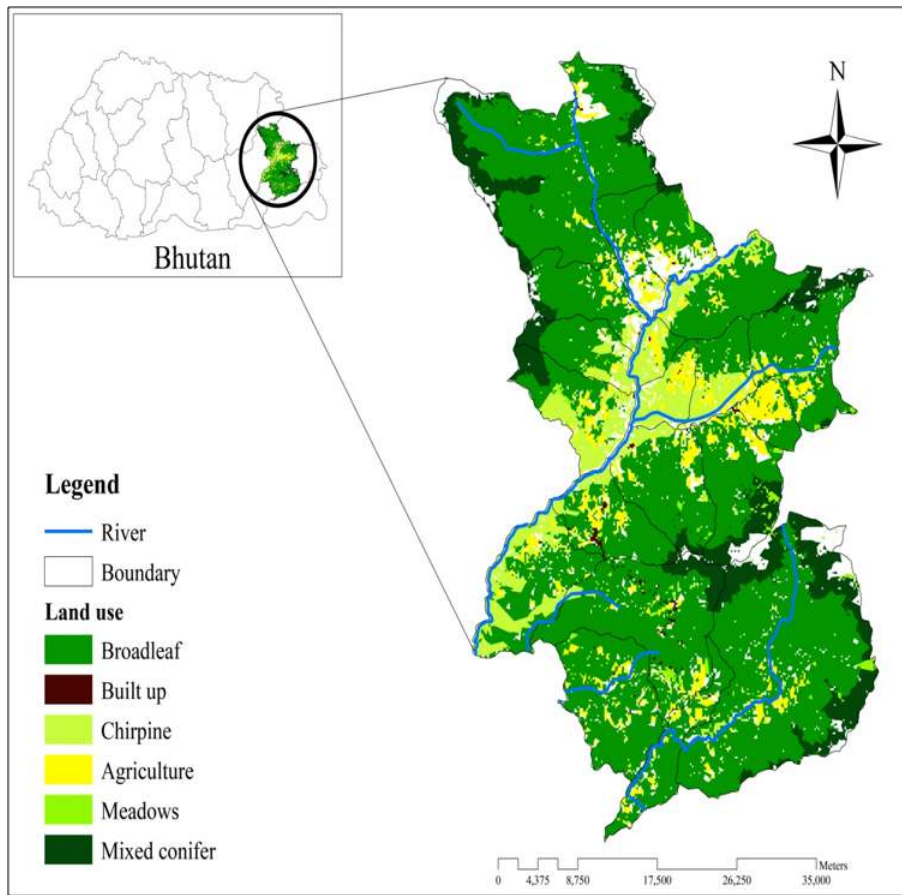 Bhutan
N
Legend
River
Boundary
Land use
Broadleaf
Built up
Chirpine
Agriculture
Meadows
Mixed conifer
Meters
0 4,375 8,750 17,500 26,250 35,000